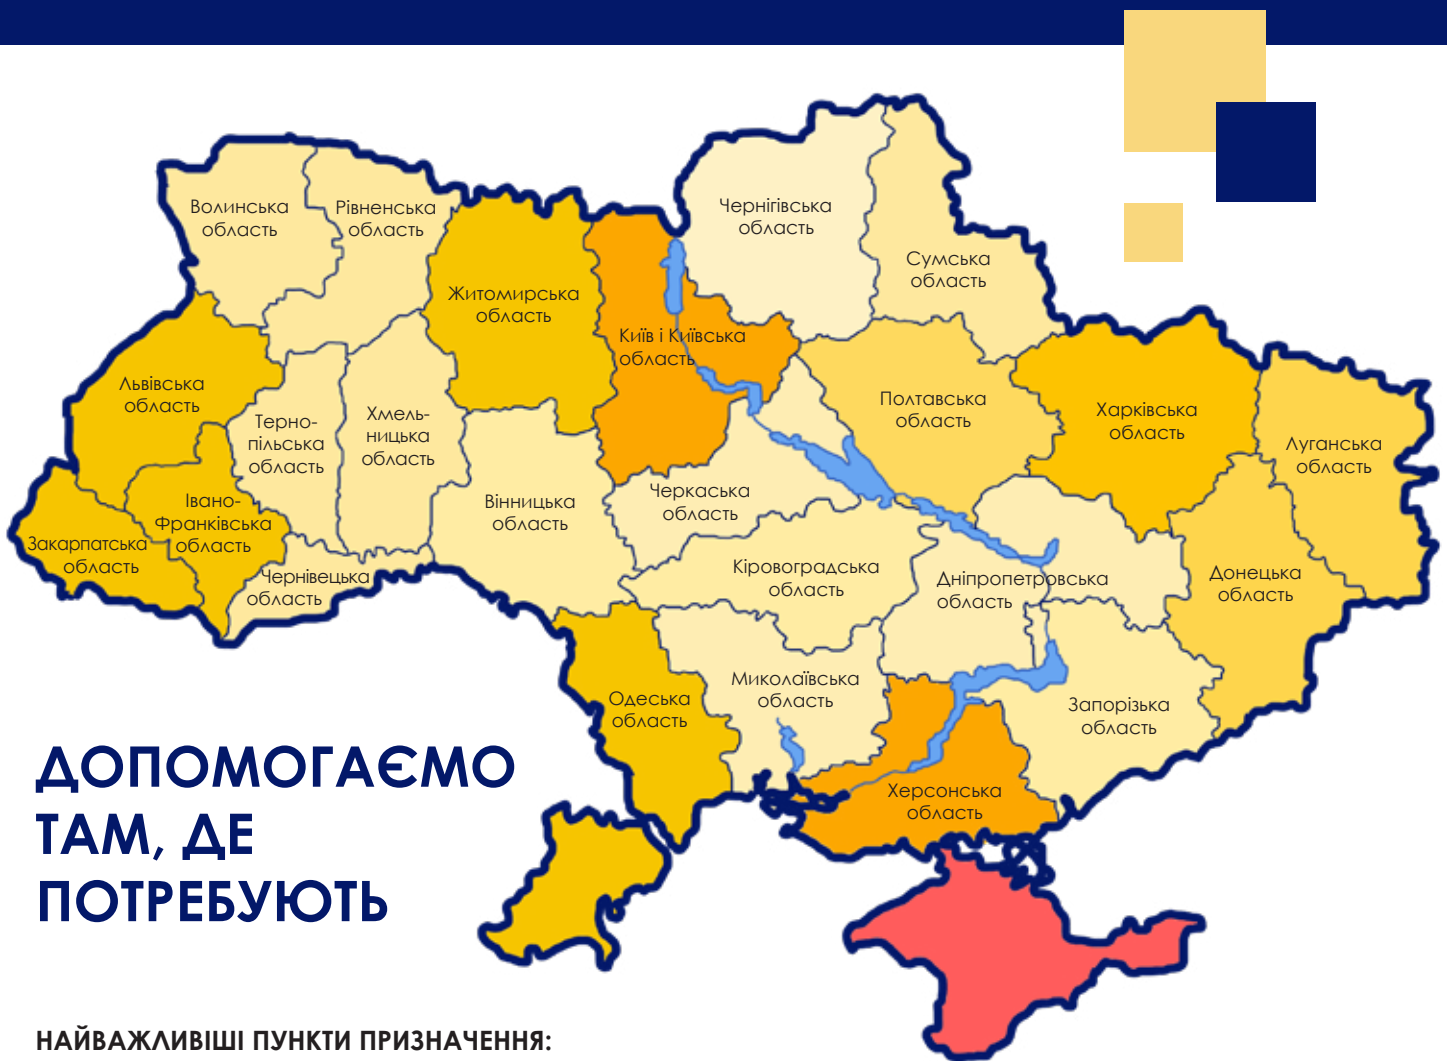 Волинська
область
Рівненська
область
Чернігівська
область
Сумська
область
Житомирська
область
Київ і Київська
область
Львівська
область
Терно-
пільська
область
Хмель-
ницька
область
Полтавська
область
Харківська
область
Луганська
область
Івано-
Франківська
область
Закарпатська
область
Чернівецька
область
Вінницька
область
Черкаська
область
Кіровоградська
область
Дніпропетровська
область
Донецька
область
Одеська
область
Миколаївська
область
Запорізька
область
Херсонська
область
ДОПОМОГАЄМО
ТАМ, ДЕ
ПОТРЕБУЮТЬ
НАЙВАЖЛИВІШІ ПУНКТИ ПРИЗНАЧЕННЯ: